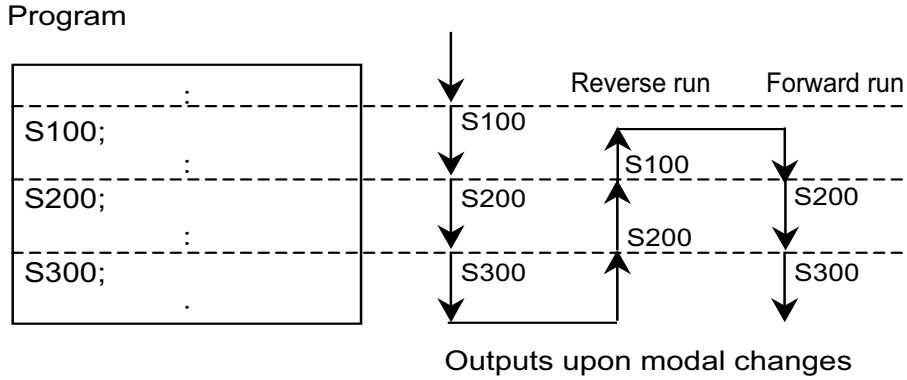 Program
Reverse run Forward run
:
S100;
:
S200;
:
S300;
.
S100
S200
S300
S100
S200
S200
S300
Outputs upon modal changes